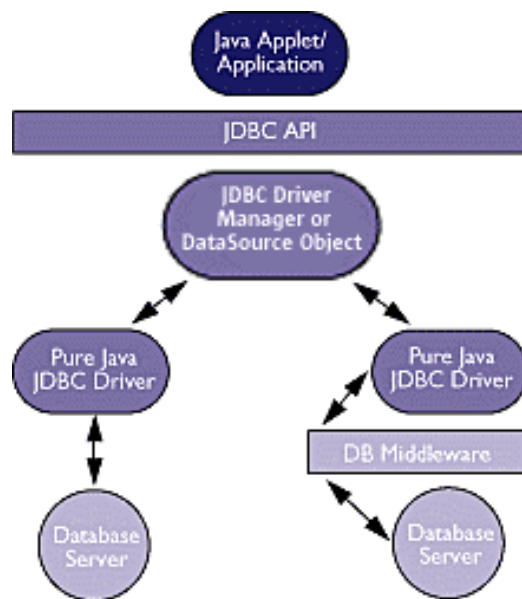 Java Applet/
Application
JDBC API
JDBC Driver
Manager or
DataSource Object
Pure Java
JDBC Driver
Pure Java
JDBC Driver
DB Middleware
Database
Server
Database
Server